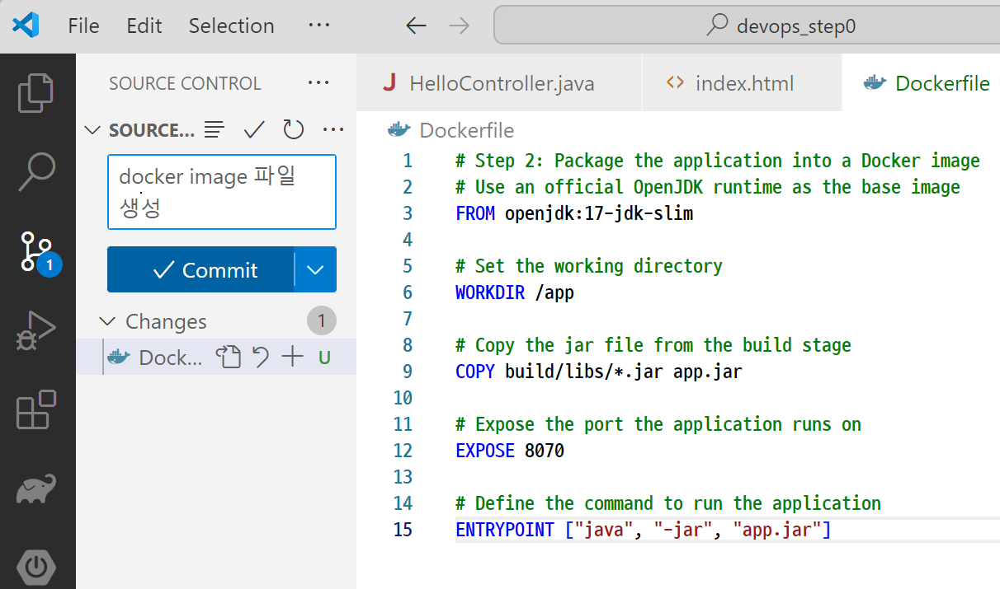 File Edit Selection ··· devops_step0
SOURCE CONTROL ···
HelloController.java
index.html
Dockerfile
SOURCE... ···
docker image 파일
생성
Commit
1
Changes 1
Dock... U
Dockerfile
1 # Step 2: Package the application into a Docker image
2 # Use an official OpenJDK runtime as the base image
3 FROM openjdk:17-jdk-slim
4
5 # Set the working directory
6 WORKDIR /app
7
8 # Copy the jar file from the build stage
9 COPY build/libs/*.jar app.jar
10
11 # Expose the port the application runs on
12 EXPOSE 8070
13
14 # Define the command to run the application
15 ENTRYPOINT ["java", "-jar", "app.jar"]